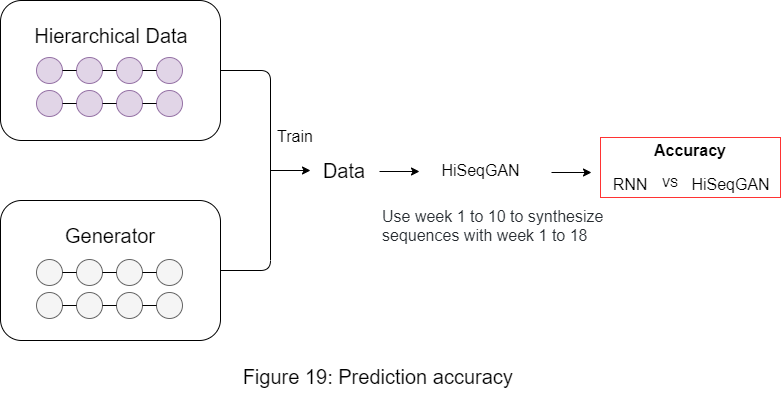 Hierarchical Data
Train
Data
HiSeqGAN
Accuracy
RNN vs HiSeqGAN
Use week 1 to 10 to synthesize
sequences with week 1 to 18
Generator
Figure 19: Prediction accuracy